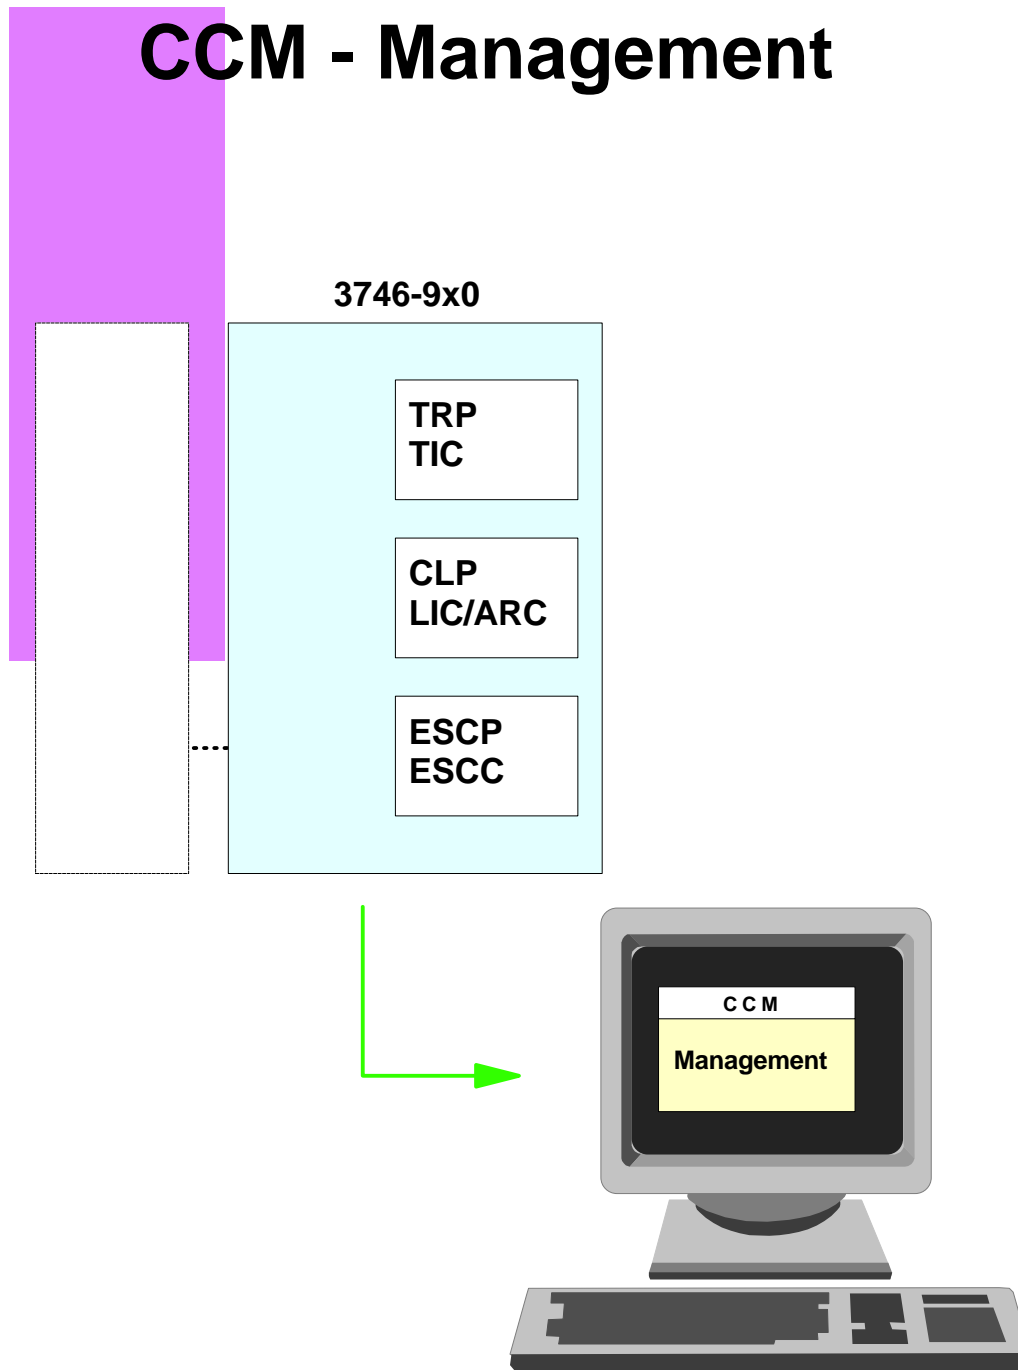 CCM - Management
3746-9x0
TRP
TIC
CLP
LIC/ARC
ESCP
ESCC
C C M
Management